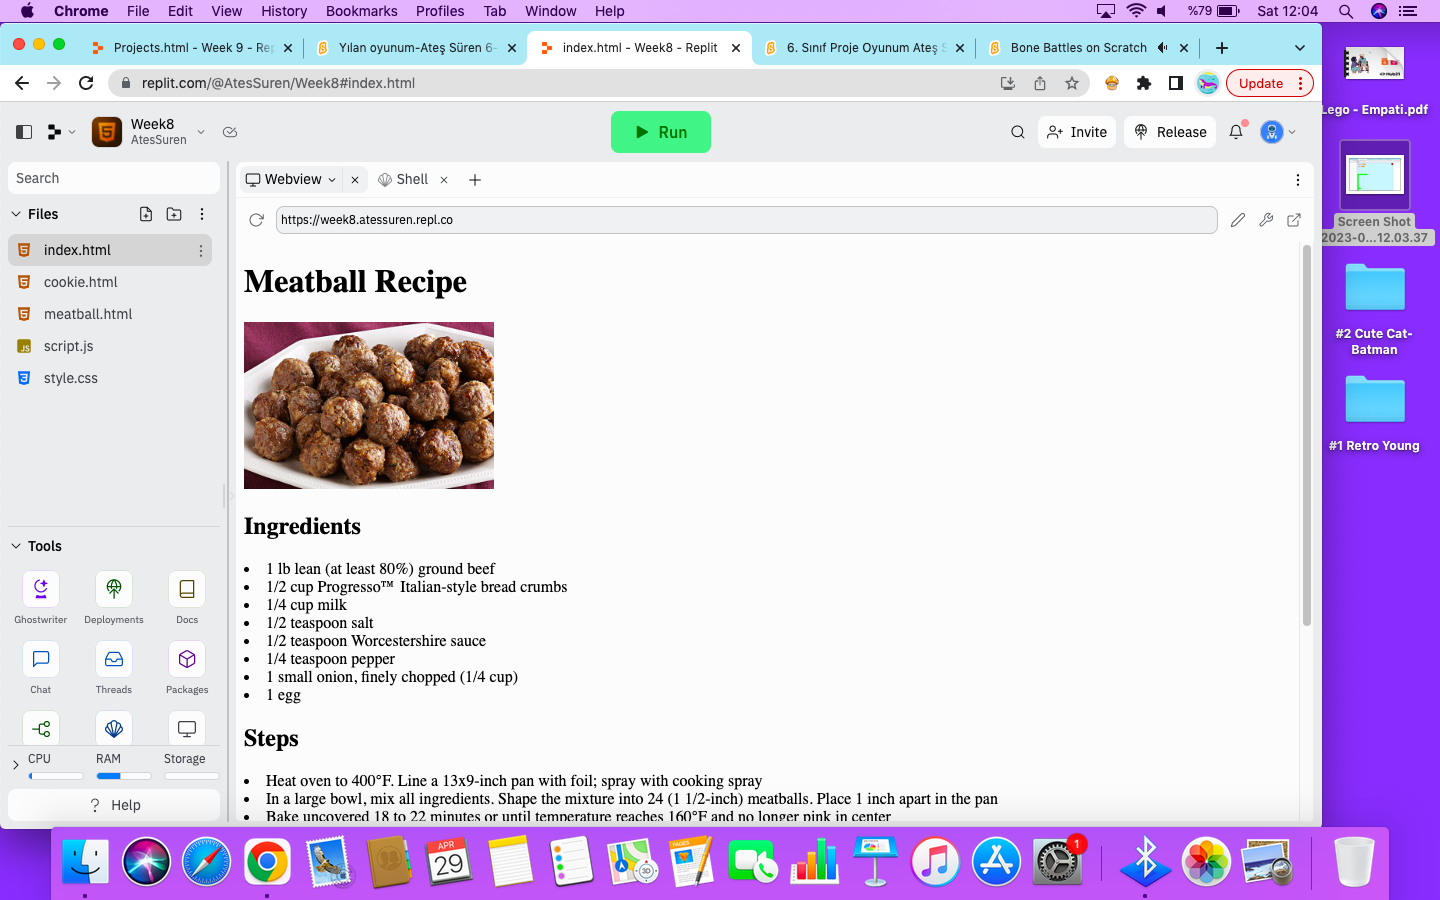 Chrome File Edit View History Bookmarks Profiles Tab Window Help %79 Sat 12:04
Projects.html - Week 9 - Rep
Yılan oyunum-Ateş Süren 6-
index.html - Week8 - Replit
6. Sınıf Proje Oyunum Ateş S
Bone Battles on Scratch
replit.com/@AtesSuren/Week8#index.html
Update
Week8
AtesSuren
Run
Invite
Release
Search
Files
index.html
cookie.html
meatball.html
script.js
style.css
Tools
Ghostwriter
Deployments
Docs
Chat
Threads
Packages
CPU
RAM
Storage
Help
Webview
Shell
https://week8.atessuren.repl.co
Meatball Recipe
Ingredients
• 1 lb lean (at least 80%) ground beef
• 1/2 cup Progresso™ Italian-style bread crumbs
• 1/4 cup milk
• 1/2 teaspoon salt
• 1/2 teaspoon Worcestershire sauce
• 1/4 teaspoon pepper
• 1 small onion, finely chopped (1/4 cup)
• 1 egg
Steps
• Heat oven to 400°F. Line a 13x9-inch pan with foil; spray with cooking spray
• In a large bowl, mix all ingredients. Shape the mixture into 24 (1 1/2-inch) meatballs. Place 1 inch apart in the pan
• Bake uncovered 18 to 22 minutes or until temperature reaches 160°F and no longer pink in center
Lego - Empati.pdf
Screen Shot
2023-0...12.03.37
#2 Cute Cat-
Batman
#1 Retro Young
APR
29
PAGES
3D
1